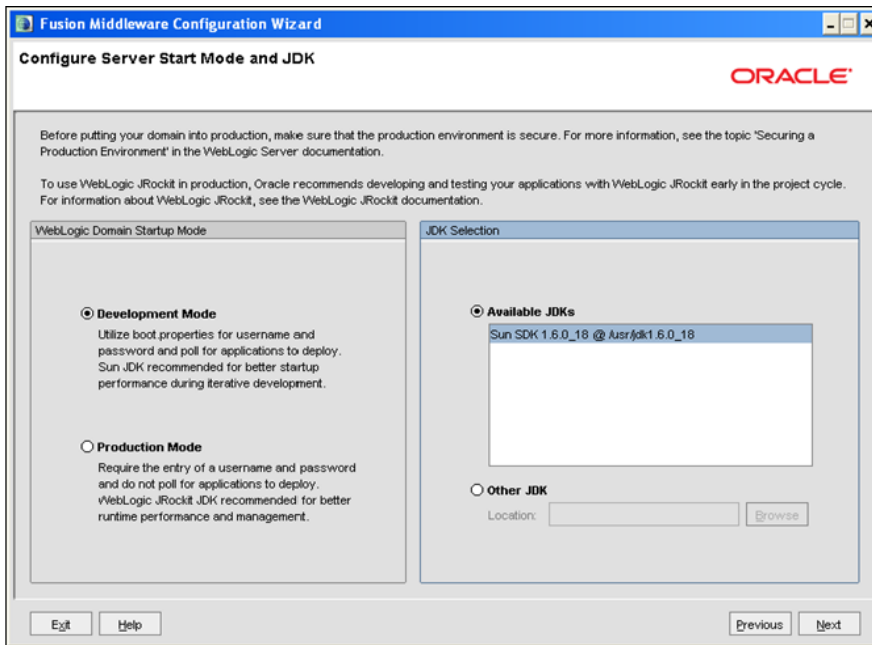 Fusion Middleware Configuration Wizard
Configure Server Start Mode and JDK
ORACLE
Before putting your domain into production, make sure that the production environment is secure. For more information, see the topic 'Securing a
Production Environment' in the WebLogic Server documentation.
To use WebLogic JRockit in production, Oracle recommends developing and testing your applications with WebLogic JRockit early in the project cycle.
For information about WebLogic JRockit, see the WebLogic JRockit documentation.
WebLogic Domain Startup Mode
Development Mode
Utilize boot.properties for username and
password and poll for applications to deploy.
Sun JDK recommended for better startup
performance during iterative development.
Production Mode
Require the entry of a username and password
and do not poll for applications to deploy.
WebLogic JRockit JDK recommended for better
runtime performance and management.
JDK Selection
Available JDKs
Sun SDK 1.6.0_18 @ /usr/jdk1.6.0_18
Other JDK
Location:
Browse
Exit
Help
Previous
Next